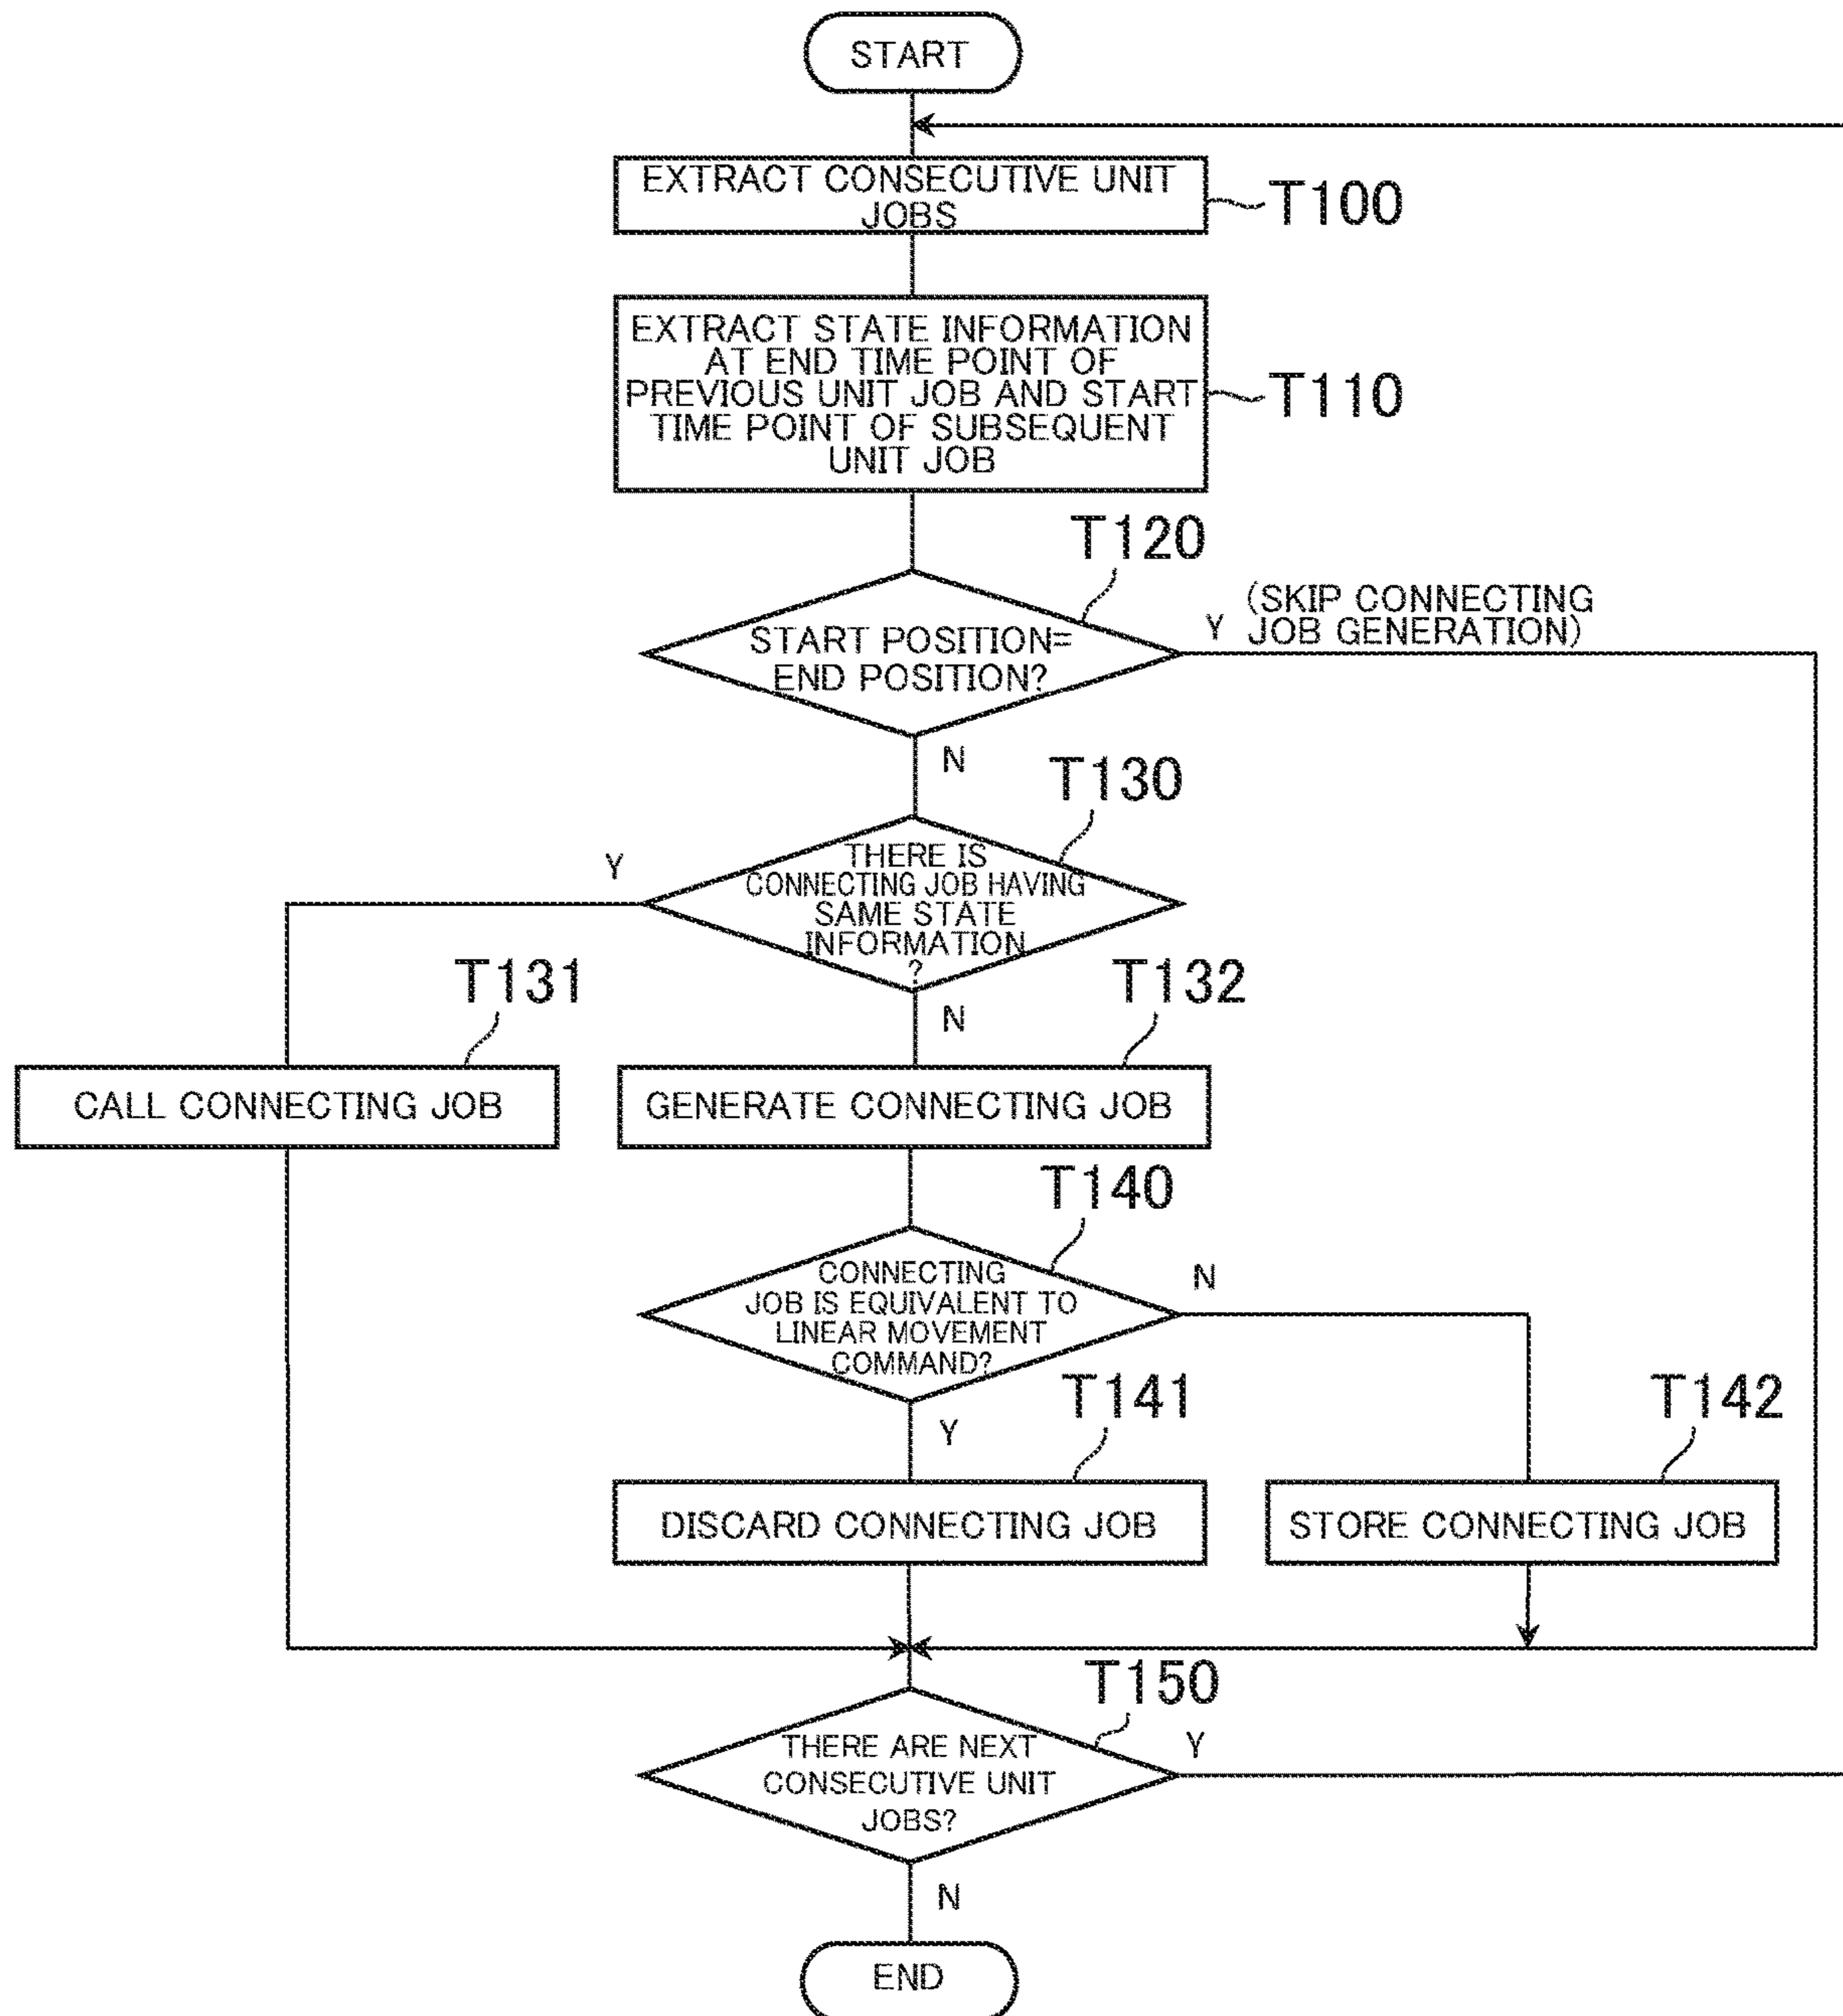 START
EXTRACT CONSECUTIVE UNIT
JOBS
T100
EXTRACT STATE INFORMATION
AT END TIME POINT OF
PREVIOUS UNIT JOB AND START
TIME POINT OF SUBSEQUENT
UNIT JOB
T110
T120
START POSITION=
END POSITION?
Y
(SKIP CONNECTING
JOB GENERATION)
N
T130
THERE IS
CONNECTING JOB HAVING
SAME STATE
INFORMATION
?
Y
N
T131
CALL CONNECTING JOB
T132
GENERATE CONNECTING JOB
T140
CONNECTING
JOB IS EQUIVALENT TO
LINEAR MOVEMENT
COMMAND?
N
Y
T141
DISCARD CONNECTING JOB
T142
STORE CONNECTING JOB
T150
THERE ARE NEXT
CONSECUTIVE UNIT
JOBS?
Y
N
END